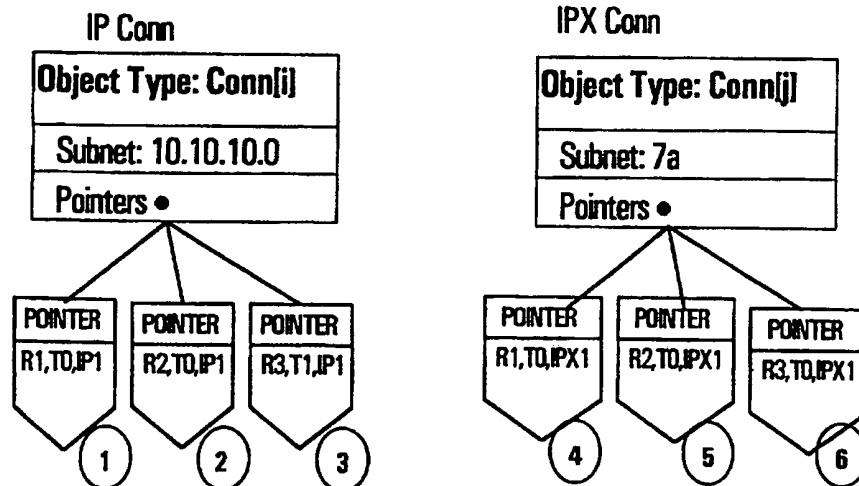 IP Conn
Object Type: Conn[i]
Subnet: 10.10.10.0
Pointers
POINTER
R1,T0,IP1
1
POINTER
R2,T0,IP1
2
POINTER
R3,T1,IP1
3
IPX Conn
Object Type: Conn[j]
Subnet: 7a
Pointers
POINTER
R1,T0,IPX1
4
POINTER
R2,T0,IPX1
5
POINTER
R3,T0,IPX1
6